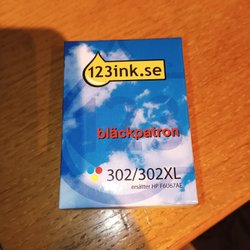 123ink.se
bläckpatron
302/302XL
ersätter HP F6U67AE